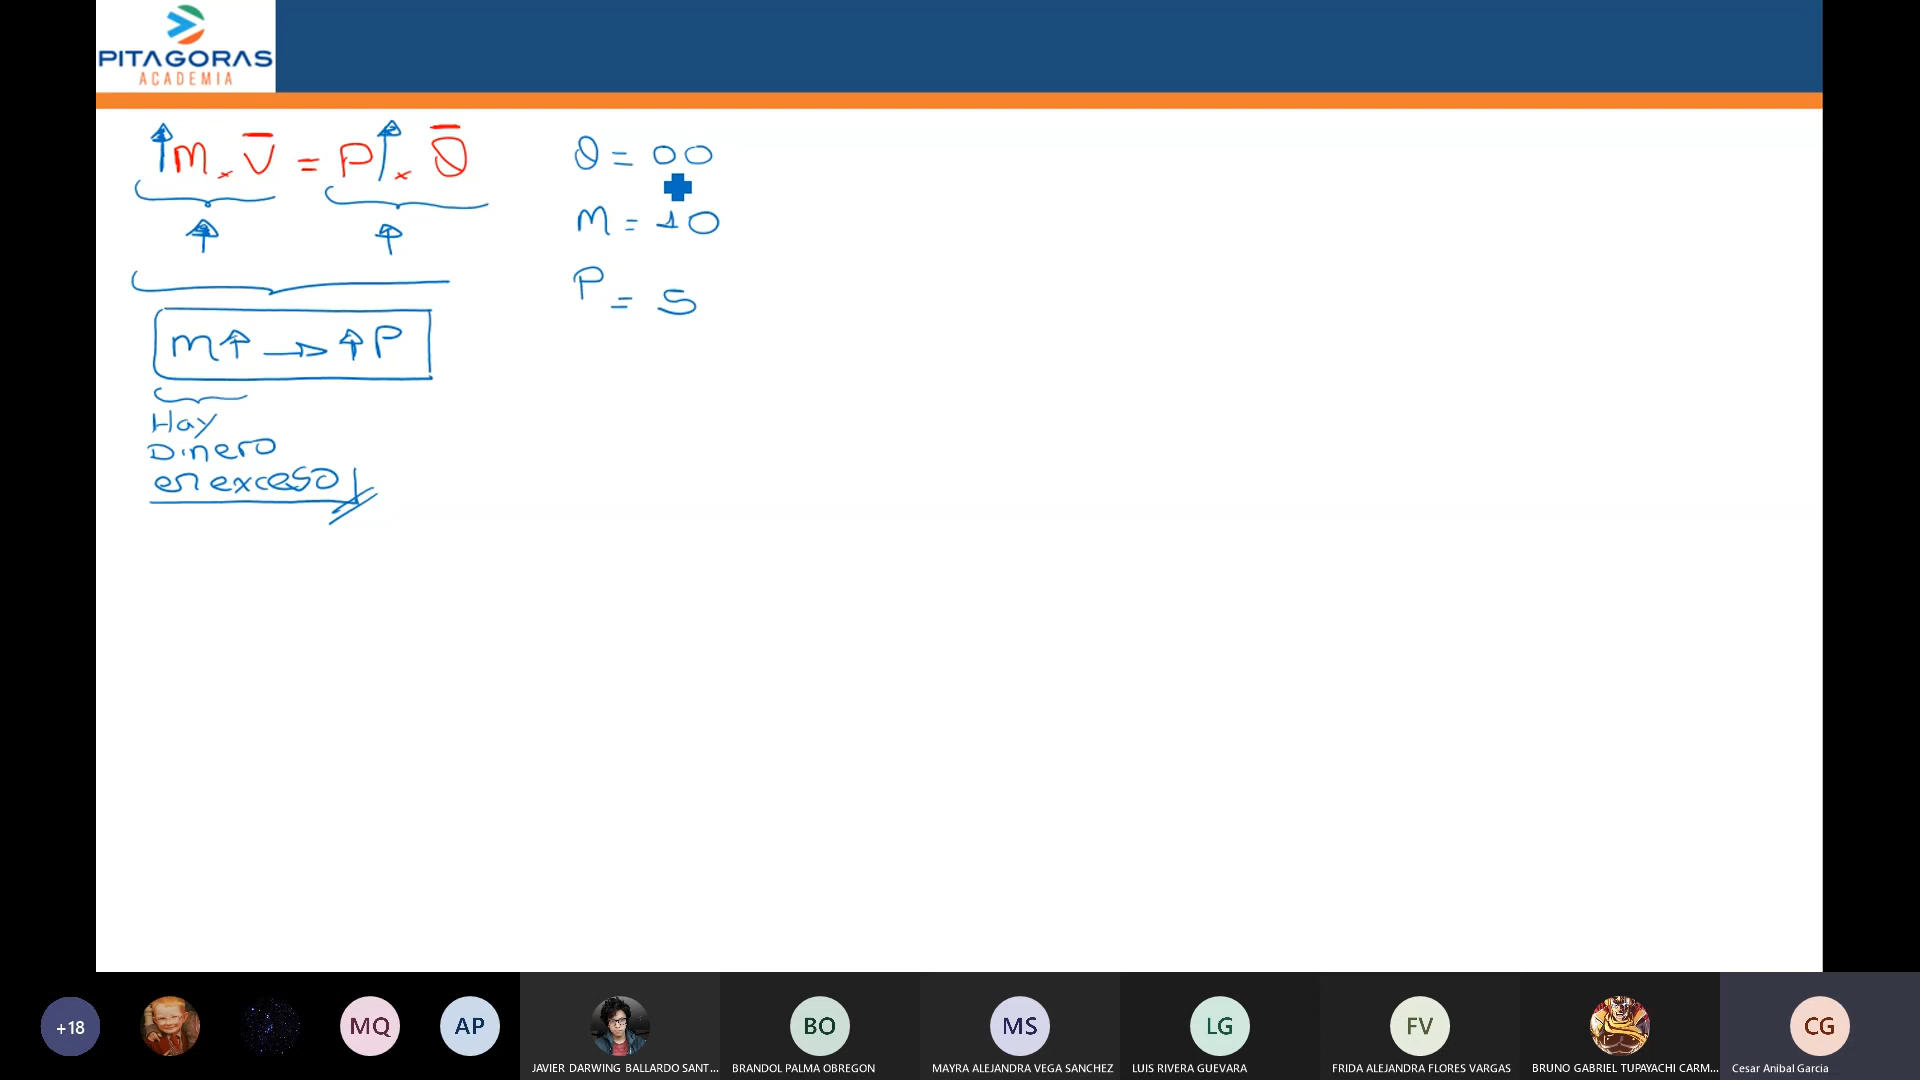 PITAGORAS
ACADEMIA
↑M × V̅ = P↑ × Q̅
↑ ↑
M↑ → ↑P
Hay
Dinero
en exceso
Q = 00
M = 10
P = 5
+18
MQ
AP
BO
MS
LG
FV
CG
JAVIER DARWING BALLARDO SANT...
BRANDOL PALMA OBREGON
MAYRA ALEJANDRA VEGA SANCHEZ
LUIS RIVERA GUEVARA
FRIDA ALEJANDRA FLORES VARGAS
BRUNO GABRIEL TUPAYACHI CARM...
Cesar Anibal Garcia